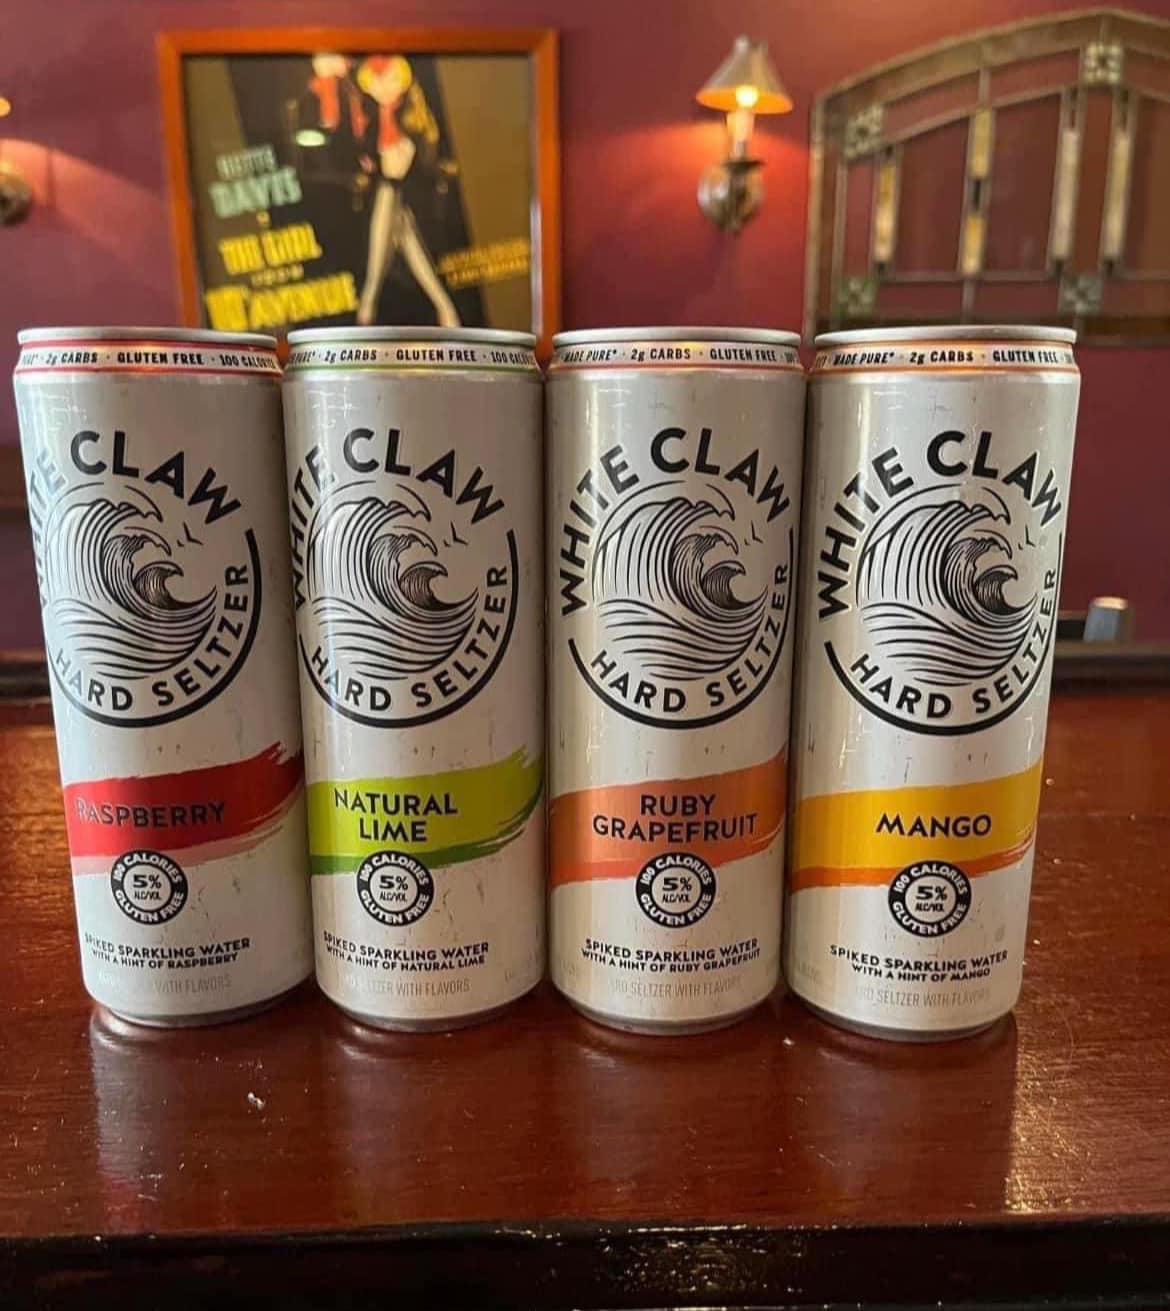 BETTE
DAVIS
THE GIRL
FROM
10TH AVENUE
2g CARBS · GLUTEN FREE · 100 CALORIES
CLAW
HARD SELTZER
RASPBERRY
100 CALORIES
5%
ALC/VOL
GLUTEN FREE
SPIKED SPARKLING WATER
WITH A HINT OF RASPBERRY
WITH FLAVORS
2g CARBS · GLUTEN FREE · 100 CALORIES
WHITE CLAW
HARD SELTZER
NATURAL
LIME
100 CALORIES
5%
ALC/VOL
GLUTEN FREE
SPIKED SPARKLING WATER
WITH A HINT OF NATURAL LIME
WITH FLAVORS
MADE PURE* · 2g CARBS · GLUTEN FREE
WHITE CLAW
HARD SELTZER
RUBY
GRAPEFRUIT
100 CALORIES
5%
ALC/VOL
GLUTEN FREE
SPIKED SPARKLING WATER
WITH A HINT OF RUBY GRAPEFRUIT
SELTZER WITH FLAVORS
MADE PURE* · 2g CARBS · GLUTEN FREE
WHITE CLAW
HARD SELTZER
MANGO
100 CALORIES
5%
ALC/VOL
GLUTEN FREE
SPIKED SPARKLING WATER
WITH A HINT OF MANGO
SELTZER WITH FLAVORS